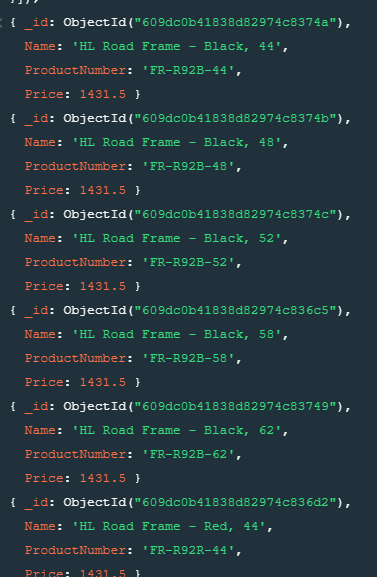 { _id: ObjectId("609dc0b41838d82974c8374a"),
Name: 'HL Road Frame - Black, 44',
ProductNumber: 'FR-R92B-44',
Price: 1431.5 }
{ _id: ObjectId("609dc0b41838d82974c8374b"),
Name: 'HL Road Frame - Black, 48',
ProductNumber: 'FR-R92B-48',
Price: 1431.5 }
{ _id: ObjectId("609dc0b41838d82974c8374c"),
Name: 'HL Road Frame - Black, 52',
ProductNumber: 'FR-R92B-52',
Price: 1431.5 }
{ _id: ObjectId("609dc0b41838d82974c836c5"),
Name: 'HL Road Frame - Black, 58',
ProductNumber: 'FR-R92B-58',
Price: 1431.5 }
{ _id: ObjectId("609dc0b41838d82974c83749"),
Name: 'HL Road Frame - Black, 62',
ProductNumber: 'FR-R92B-62',
Price: 1431.5 }
{ _id: ObjectId("609dc0b41838d82974c836d2"),
Name: 'HL Road Frame - Red, 44',
ProductNumber: 'FR-R92R-44',
Price: 1431.5 }